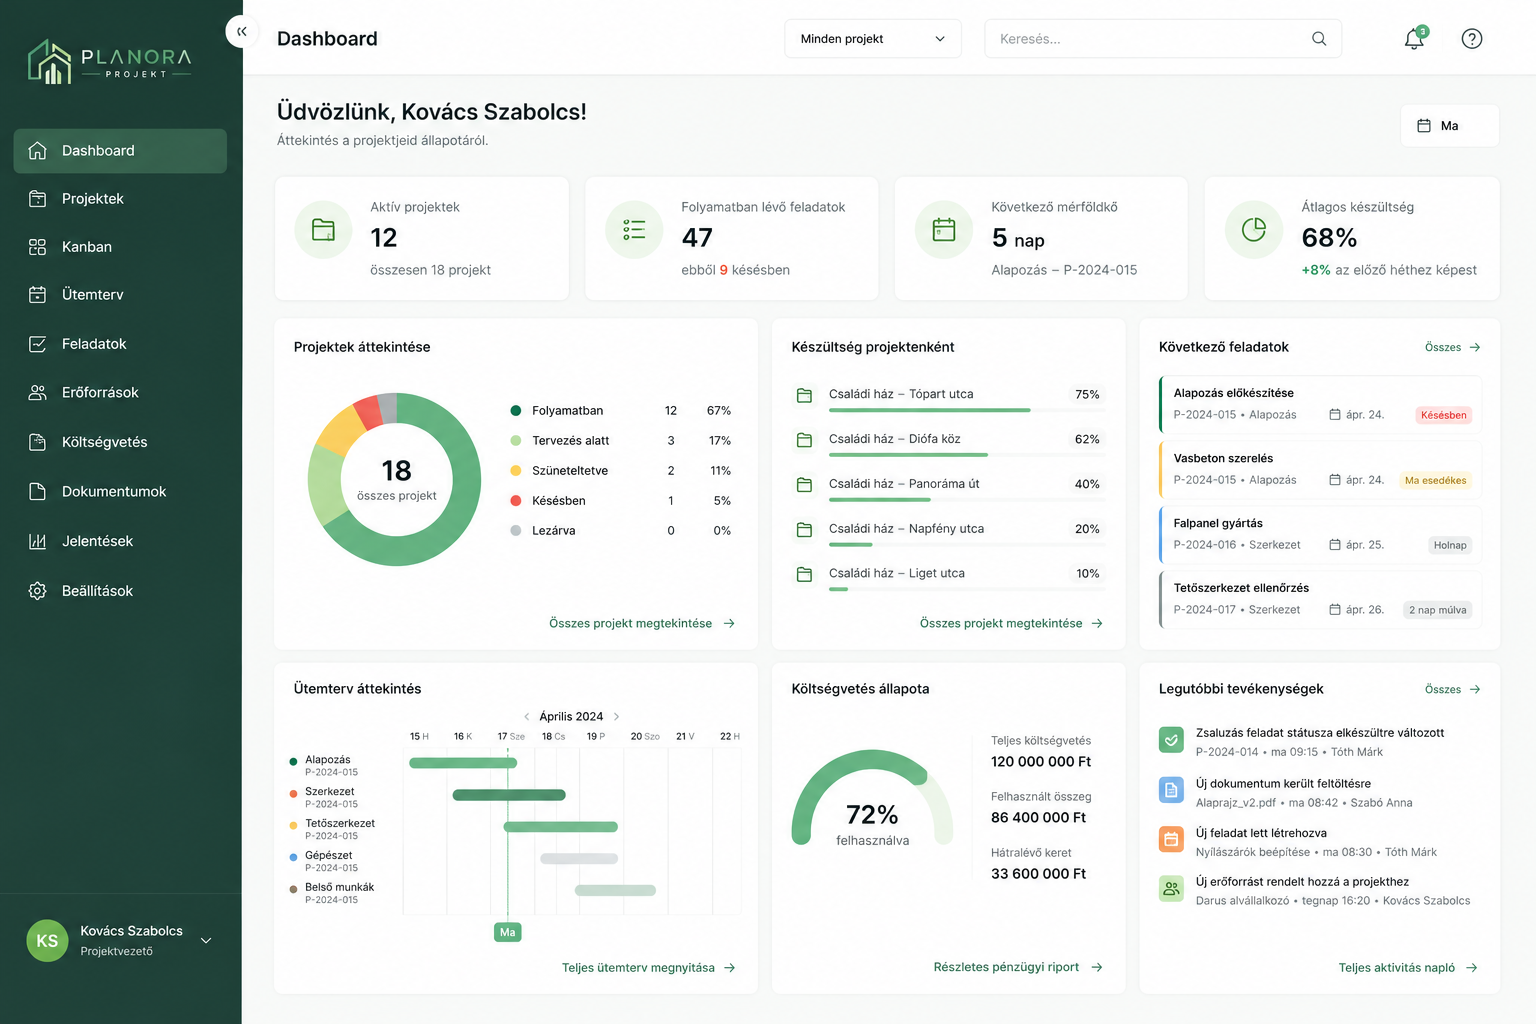 PLANORA
PROJEKT
Dashboard
Projektek
Kanban
Ütemterv
Feladatok
Erőforrások
Költségvetés
Dokumentumok
Jelentések
Beállítások
KS
Kovács Szabolcs
Projektvezető
Dashboard
Minden projekt
Keresés...
3
?
Üdvözlünk, Kovács Szabolcs!
Áttekintés a projektjeid állapotáról.
Ma
Aktív projektek
12
összesen 18 projekt
Folyamatban lévő feladatok
47
ebből 9 késésben
Következő mérföldkő
5 nap
Alapozás – P-2024-015
Átlagos készültség
68%
+8% az előző héthez képest
Projektek áttekintése
18
összes projekt
Folyamatban 12 67%
Tervezés alatt 3 17%
Szüneteltetve 2 11%
Késésben 1 5%
Lezárva 0 0%
Összes projekt megtekintése →
Készültség projektenként
Családi ház – Tópart utca 75%
Családi ház – Diófa köz 62%
Családi ház – Panoráma út 40%
Családi ház – Napfény utca 20%
Családi ház – Liget utca 10%
Összes projekt megtekintése →
Következő feladatok
Összes →
Alapozás előkészítése
P-2024-015 • Alapozás ápr. 24. Késésben
Vasbeton szerelés
P-2024-015 • Alapozás ápr. 24. Ma esedékes
Falpanel gyártás
P-2024-016 • Szerkezet ápr. 25. Holnap
Tetőszerkezet ellenőrzés
P-2024-017 • Szerkezet ápr. 26. 2 nap múlva
Ütemterv áttekintés
Április 2024
15 H 16 K 17 Sze 18 Cs 19 P 20 Szo 21 V 22 H
Alapozás
P-2024-015
Szerkezet
P-2024-015
Tetőszerkezet
P-2024-015
Gépészet
P-2024-015
Belső munkák
P-2024-015
Ma
Teljes ütemterv megnyitása →
Költségvetés állapota
72%
felhasználva
Teljes költségvetés
120 000 000 Ft
Felhasznált összeg
86 400 000 Ft
Hátralévő keret
33 600 000 Ft
Részletes pénzügyi riport →
Legutóbbi tevékenységek
Összes →
Zsaluzás feladat státusza elkészültre változott
P-2024-014 • ma 09:15 • Tóth Márk
Új dokumentum került feltöltésre
Alaprajz_v2.pdf • ma 08:42 • Szabó Anna
Új feladat lett létrehozva
Nyílászárók beépítése • ma 08:30 • Tóth Márk
Új erőforrást rendelt hozzá a projekthez
Darus alvállalkozó • tegnap 16:20 • Kovács Szabolcs
Teljes aktivitás napló →